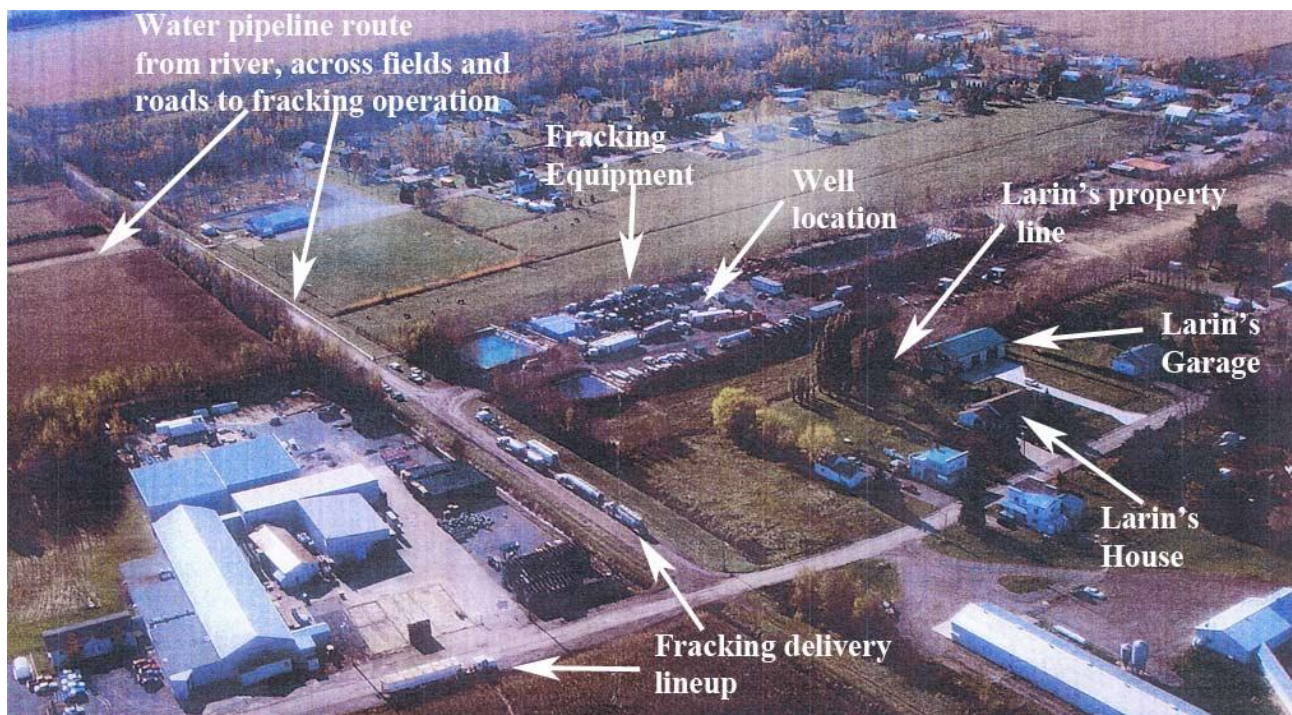 Water pipeline route
from river, across fields and
roads to fracking operation
Fracking
Equipment
Well
location
Larin's property
line
Larin's
Garage
Larin's
House
Fracking delivery
lineup